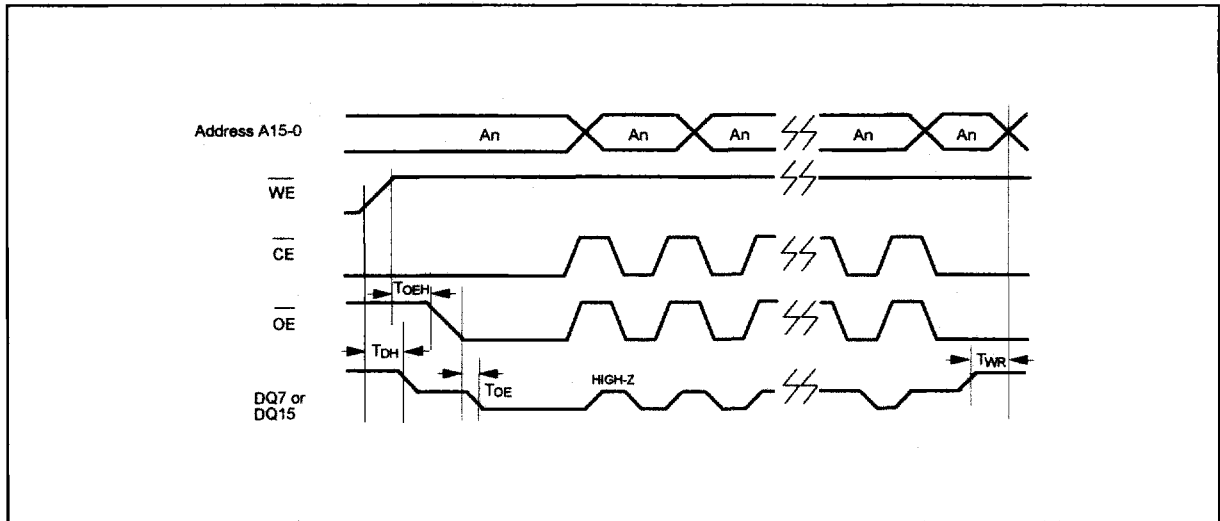 Address A15-0
An An An An An
WE
CE
TOEH
OE
TDH
TWR
TOE
HIGH-Z
DQ7 or
DQ15